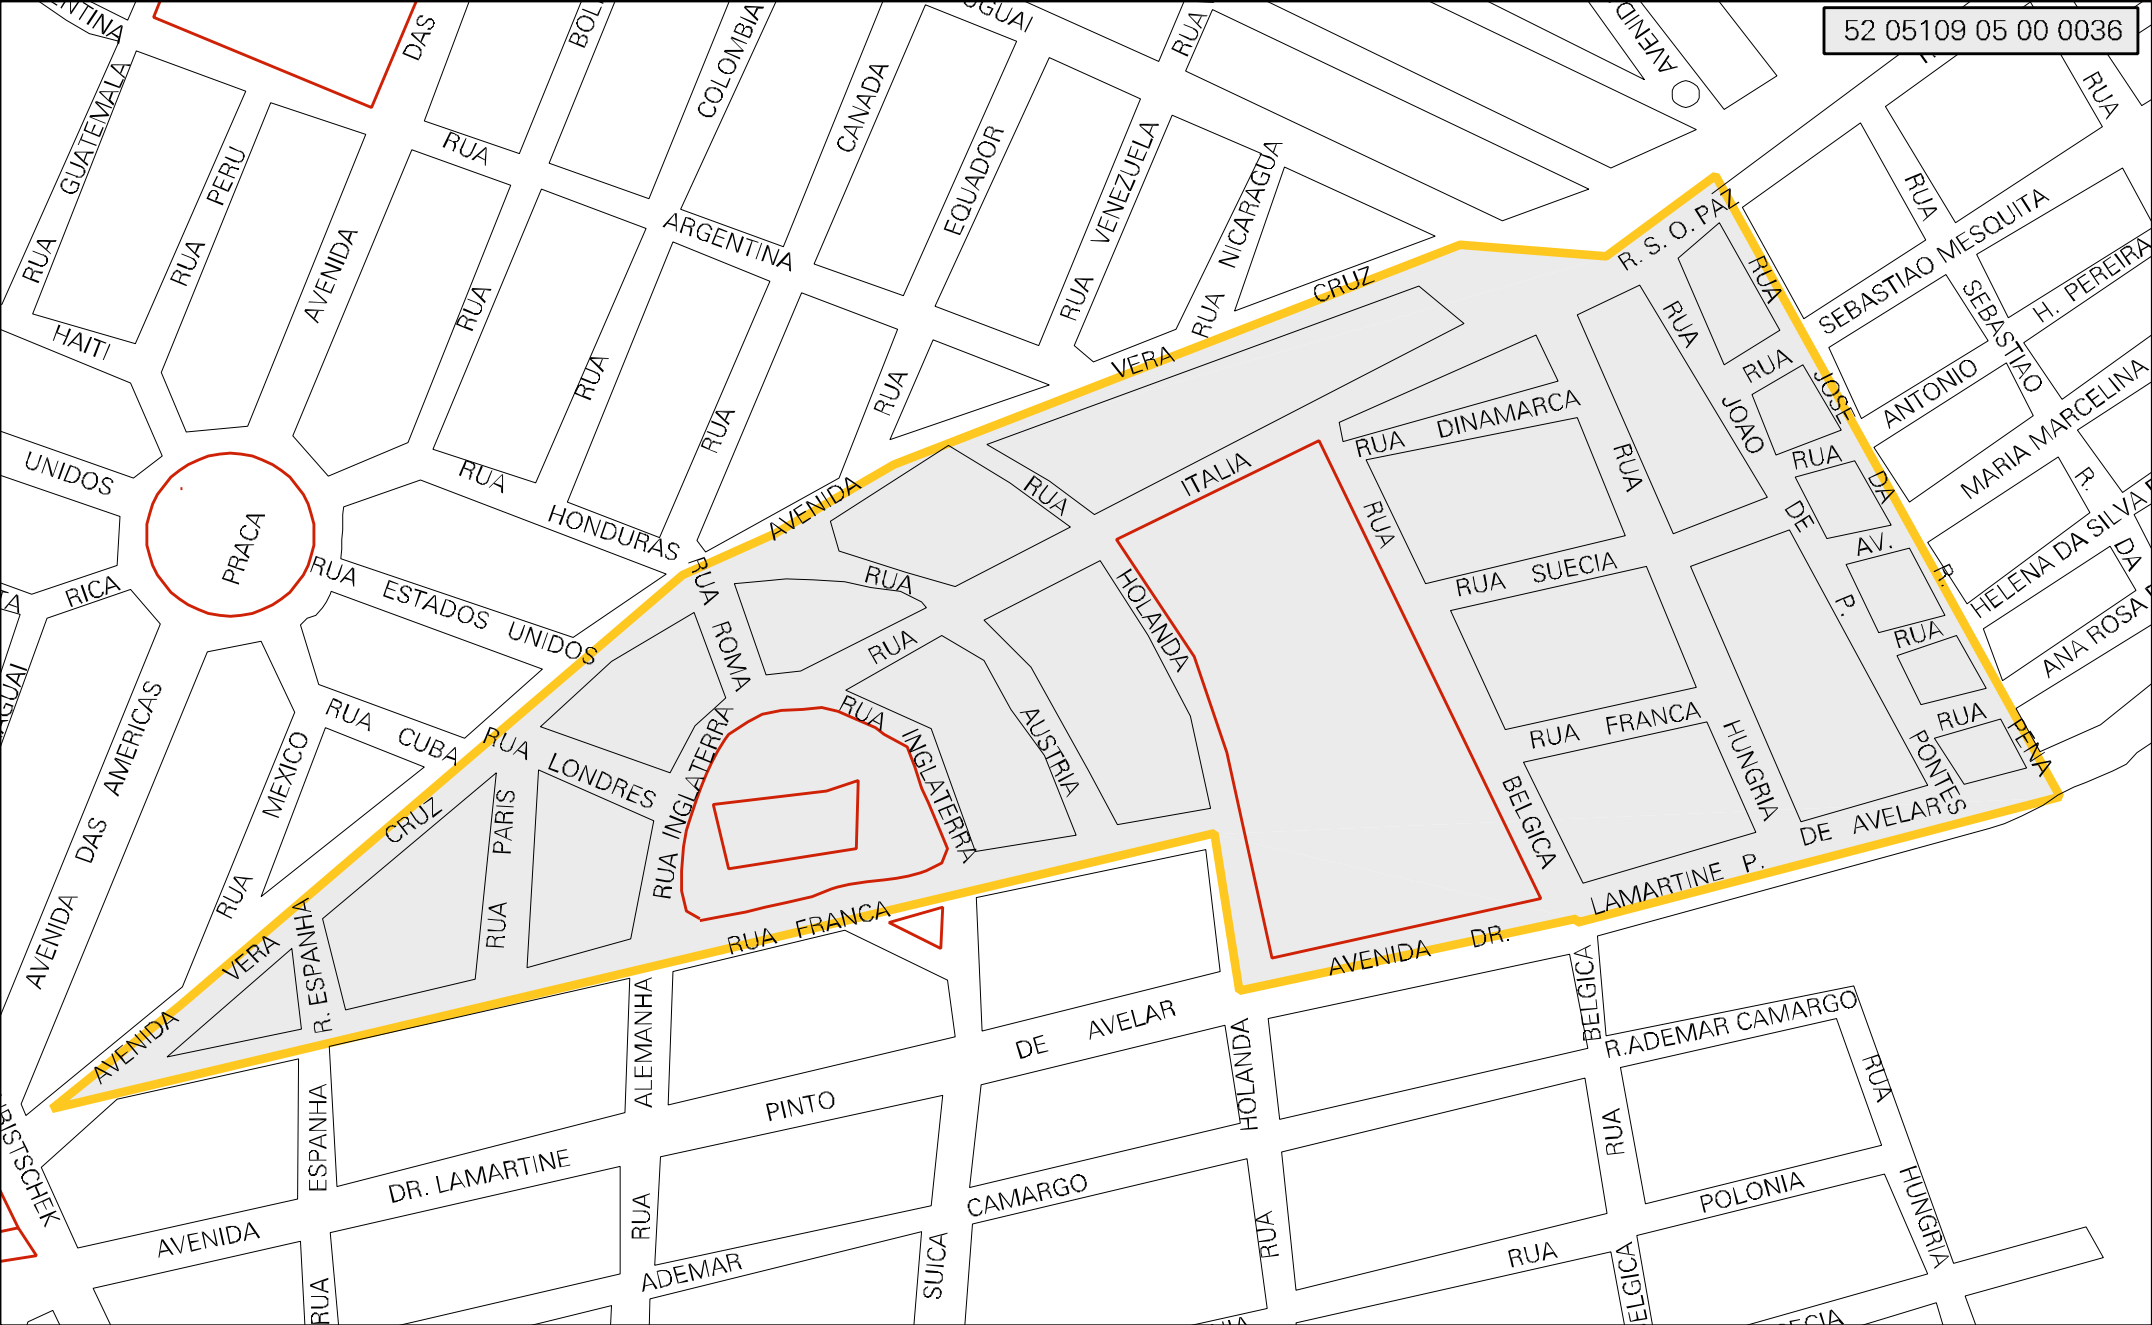 52 05109 05 00 0036
DAS
COLOMBIA
RUA
RUA
GUATEMALA
RUA
PERU
RUA
RUA
ARGENTINA
CANADA
EQUADOR
RUA VENEZUELA
RUA NICARAGUA
AVENIDA
RUA
RUA
RUA
RUA
HAITI
UNIDOS
PRACA
RICA
RUA
HONDURAS
RUA ESTADOS UNIDOS
RUA CUBA
AVENIDA DAS AMERICAS
RUA MEXICO
AVENIDA VERA CRUZ
AVENIDA VERA CRUZ
R. S. O. PAZ
RUA JOSE DA R. PENA
RUA
SEBASTIAO MESQUITA
SEBASTIAO
H. PEREIRA
ANTONIO
MARIA MARCELINA
R.
HELENA DA SILVA
DA
ANA ROSA
RUA JOAO DE P. PONTES
RUA
RUA
AV.
RUA
RUA
RUA DINAMARCA
RUA SUECIA
RUA FRANCA
RUA HUNGRIA
RUA BELGICA
RUA ITALIA
RUA HOLANDA
RUA AUSTRIA
RUA ROMA
RUA LONDRES
RUA INGLATERRA
RUA INGLATERRA
RUA PARIS
R. ESPANHA
RUA FRANCA
AVENIDA DR. LAMARTINE P. DE AVELAR
BELGICA
R.ADEMAR CAMARGO
RUA HUNGRIA
ESPANHA
RUA
ALEMANHA
RUA
AVENIDA DR. LAMARTINE PINTO DE AVELAR
HOLANDA
RUA
ADEMAR CAMARGO
SUICA
RUA
RUA POLONIA